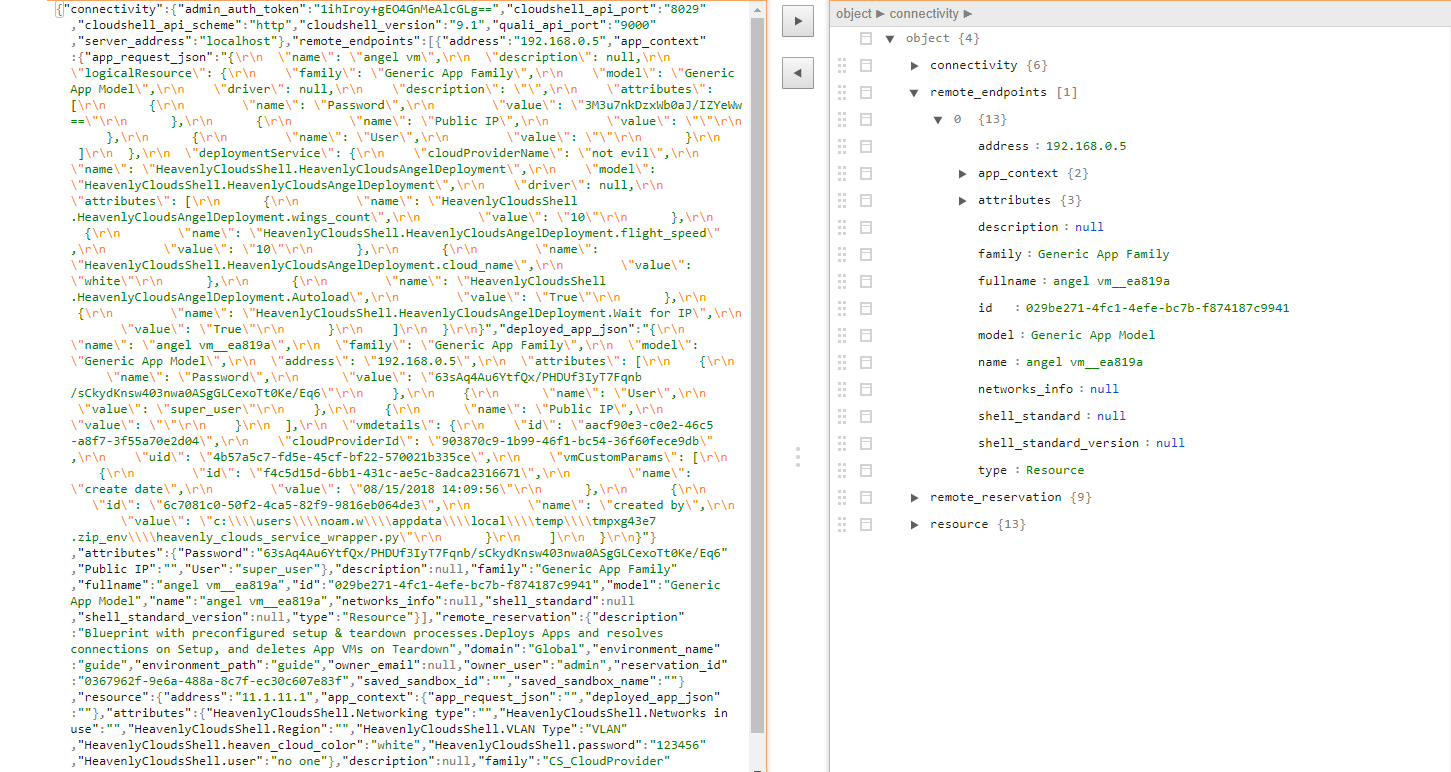 {"connectivity":{"admin_auth_token":"1ihIroy+gEO4GnMeAlcGLg==","cloudshell_api_port":"8029"
,"cloudshell_api_scheme":"http","cloudshell_version":"9.1","quali_api_port":"9000"
,"server_address":"localhost"},"remote_endpoints":[{"address":"192.168.0.5","app_context"
:{"app_request_json":"{\r\n  \"name\": \"angel vm\",\r\n  \"description\": null,\r\n
\"logicalResource\": {\r\n    \"family\": \"Generic App Family\",\r\n    \"model\": \"Generic
App Model\",\r\n    \"driver\": null,\r\n    \"description\": \"\",\r\n    \"attributes\":
[\r\n      {\r\n        \"name\": \"Password\",\r\n        \"value\": \"3M3u7nkDzxWb0aJ/IZYeWw
==\"\r\n      },\r\n      {\r\n        \"name\": \"Public IP\",\r\n        \"value\": \"\"\r\n
},\r\n      {\r\n        \"name\": \"User\",\r\n        \"value\": \"\"\r\n      }\r\n
]\r\n  },\r\n  \"deploymentService\": {\r\n    \"cloudProviderName\": \"not evil\",\r\n
\"name\": \"HeavenlyCloudsShell.HeavenlyCloudsAngelDeployment\",\r\n    \"model\":
\"HeavenlyCloudsShell.HeavenlyCloudsAngelDeployment\",\r\n    \"driver\": null,\r\n
\"attributes\": [\r\n      {\r\n        \"name\": \"HeavenlyCloudsShell
.HeavenlyCloudsAngelDeployment.wings_count\",\r\n        \"value\": \"10\"\r\n      },\r\n
{\r\n        \"name\": \"HeavenlyCloudsShell.HeavenlyCloudsAngelDeployment.flight_speed\"
,\r\n        \"value\": \"10\"\r\n      },\r\n      {\r\n        \"name\":
\"HeavenlyCloudsShell.HeavenlyCloudsAngelDeployment.cloud_name\",\r\n        \"value\":
\"white\"\r\n      },\r\n      {\r\n        \"name\": \"HeavenlyCloudsShell
.HeavenlyCloudsAngelDeployment.Autoload\",\r\n        \"value\": \"True\"\r\n      },\r\n
{\r\n        \"name\": \"HeavenlyCloudsShell.HeavenlyCloudsAngelDeployment.Wait for IP\",\r\n
\"value\": \"True\"\r\n      }\r\n    ]\r\n  }\r\n}","deployed_app_json":"{\r\n
\"name\": \"angel vm__ea819a\",\r\n  \"family\": \"Generic App Family\",\r\n  \"model\":
\"Generic App Model\",\r\n  \"address\": \"192.168.0.5\",\r\n  \"attributes\": [\r\n    {\r\n
\"name\": \"Password\",\r\n      \"value\": \"63sAq4Au6YtfQx/PHDUf3IyT7Fqnb
/sCkydKnsw403nwa0ASgGLCexoTt0Ke/Eq6\"\r\n    },\r\n    {\r\n      \"name\": \"User\",\r\n
\"value\": \"super_user\"\r\n    },\r\n    {\r\n      \"name\": \"Public IP\",\r\n
\"value\": \"\"\r\n    }\r\n  ],\r\n  \"vmdetails\": {\r\n    \"id\": \"aacf90e3-c0e2-46c5
-a8f7-3f55a70e2d04\",\r\n    \"cloudProviderId\": \"903870c9-1b99-46f1-bc54-36f60fece9db\"
,\r\n    \"uid\": \"4b57a5c7-fd5e-45cf-bf22-570021b335ce\",\r\n    \"vmCustomParams\": [\r\n
{\r\n        \"id\": \"f4c5d15d-6bb1-431c-ae5c-8adca2316671\",\r\n        \"name\":
\"create date\",\r\n        \"value\": \"08/15/2018 14:09:56\"\r\n      },\r\n      {\r\n
\"id\": \"6c7081c0-50f2-4ca5-82f9-9816eb064de3\",\r\n        \"name\": \"created by\",\r\n
\"value\": \"c:\\\\users\\\\noam.w\\\\appdata\\\\local\\\\temp\\\\tmpxg43e7
.zip_env\\\\heavenly_clouds_service_wrapper.py\"\r\n      }\r\n    ]\r\n  }\r\n}"}
,"attributes":{"Password":"63sAq4Au6YtfQx/PHDUf3IyT7Fqnb/sCkydKnsw403nwa0ASgGLCexoTt0Ke/Eq6"
,"Public IP":"","User":"super_user"},"description":null,"family":"Generic App Family"
,"fullname":"angel vm__ea819a","id":"029be271-4fc1-4efe-bc7b-f874187c9941","model":"Generic
App Model","name":"angel vm__ea819a","networks_info":null,"shell_standard":null
,"shell_standard_version":null,"type":"Resource"}],"remote_reservation":{"description"
:"Blueprint with preconfigured setup & teardown processes.Deploys Apps and resolves
connections on Setup, and deletes App VMs on Teardown","domain":"Global","environment_name"
:"guide","environment_path":"guide","owner_email":null,"owner_user":"admin","reservation_id"
:"0367962f-9e6a-488a-8c7f-ec30c607e83f","saved_sandbox_id":"","saved_sandbox_name":""}
,"resource":{"address":"11.1.11.1","app_context":{"app_request_json":"","deployed_app_json"
:""},"attributes":{"HeavenlyCloudsShell.Networking type":"","HeavenlyCloudsShell.Networks in
use":"","HeavenlyCloudsShell.Region":"","HeavenlyCloudsShell.VLAN Type":"VLAN"
,"HeavenlyCloudsShell.heaven_cloud_color":"white","HeavenlyCloudsShell.password":"123456"
,"HeavenlyCloudsShell.user":"no one"},"description":null,"family":"CS_CloudProvider"
object ▶ connectivity ▶
object {4}
connectivity {6}
remote_endpoints [1]
0 {13}
address : 192.168.0.5
app_context {2}
attributes {3}
description : null
family : Generic App Family
fullname : angel vm__ea819a
id : 029be271-4fc1-4efe-bc7b-f874187c9941
model : Generic App Model
name : angel vm__ea819a
networks_info : null
shell_standard : null
shell_standard_version : null
type : Resource
remote_reservation {9}
resource {13}